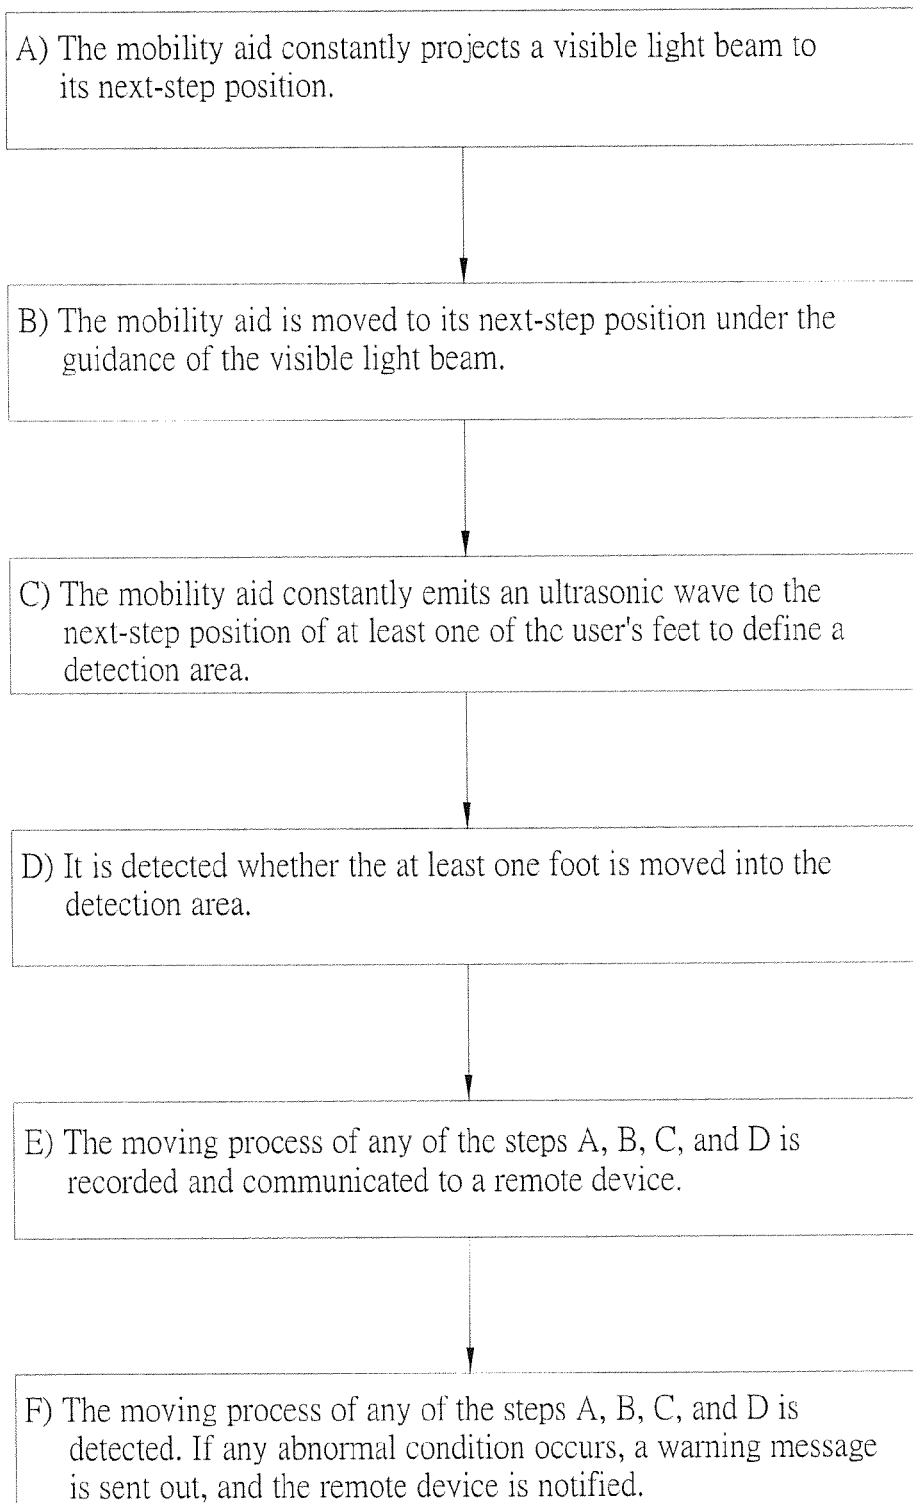 A) The mobility aid constantly projects a visible light beam to
its next-step position.
B) The mobility aid is moved to its next-step position under the
guidance of the visible light beam.
C) The mobility aid constantly emits an ultrasonic wave to the
next-step position of at least one of the user's feet to define a
detection area.
D) It is detected whether the at least one foot is moved into the
detection area.
E) The moving process of any of the steps A, B, C, and D is
recorded and communicated to a remote device.
F) The moving process of any of the steps A, B, C, and D is
detected. If any abnormal condition occurs, a warning message
is sent out, and the remote device is notified.